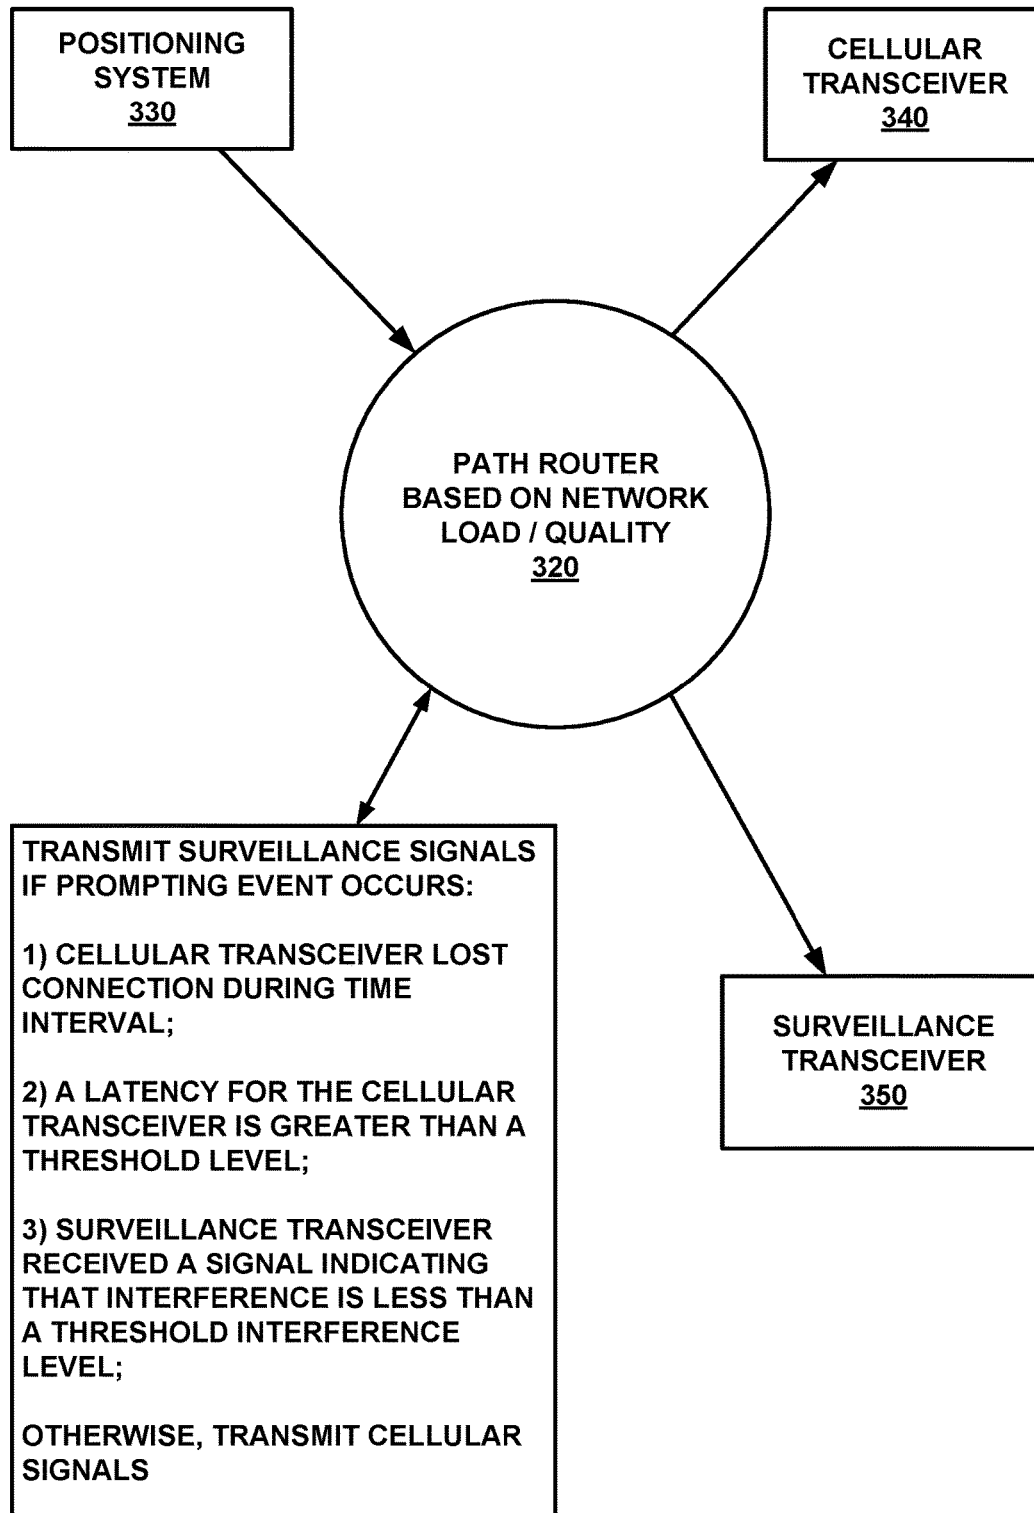 POSITIONING
SYSTEM
330
CELLULAR
TRANSCEIVER
340
PATH ROUTER
BASED ON NETWORK
LOAD / QUALITY
320
TRANSMIT SURVEILLANCE SIGNALS
IF PROMPTING EVENT OCCURS:
1) CELLULAR TRANSCEIVER LOST
CONNECTION DURING TIME
INTERVAL;
2) A LATENCY FOR THE CELLULAR
TRANSCEIVER IS GREATER THAN A
THRESHOLD LEVEL;
3) SURVEILLANCE TRANSCEIVER
RECEIVED A SIGNAL INDICATING
THAT INTERFERENCE IS LESS THAN
A THRESHOLD INTERFERENCE
LEVEL;
OTHERWISE, TRANSMIT CELLULAR
SIGNALS
SURVEILLANCE
TRANSCEIVER
350